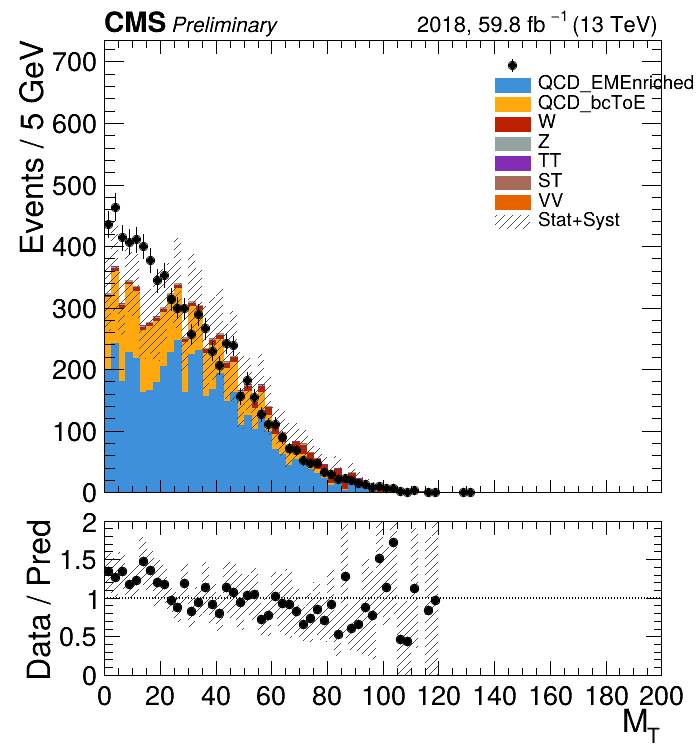 CMS Preliminary 2018, 59.8 fb⁻¹ (13 TeV)
Events / 5 GeV
700
600
500
400
300
200
100
0
QCD_EMEnriched
QCD_bcToE
W
Z
TT
ST
VV
Stat+Syst
Data / Pred
2
1.5
1
0.5
0
0 20 40 60 80 100 120 140 160 180 200
M_T